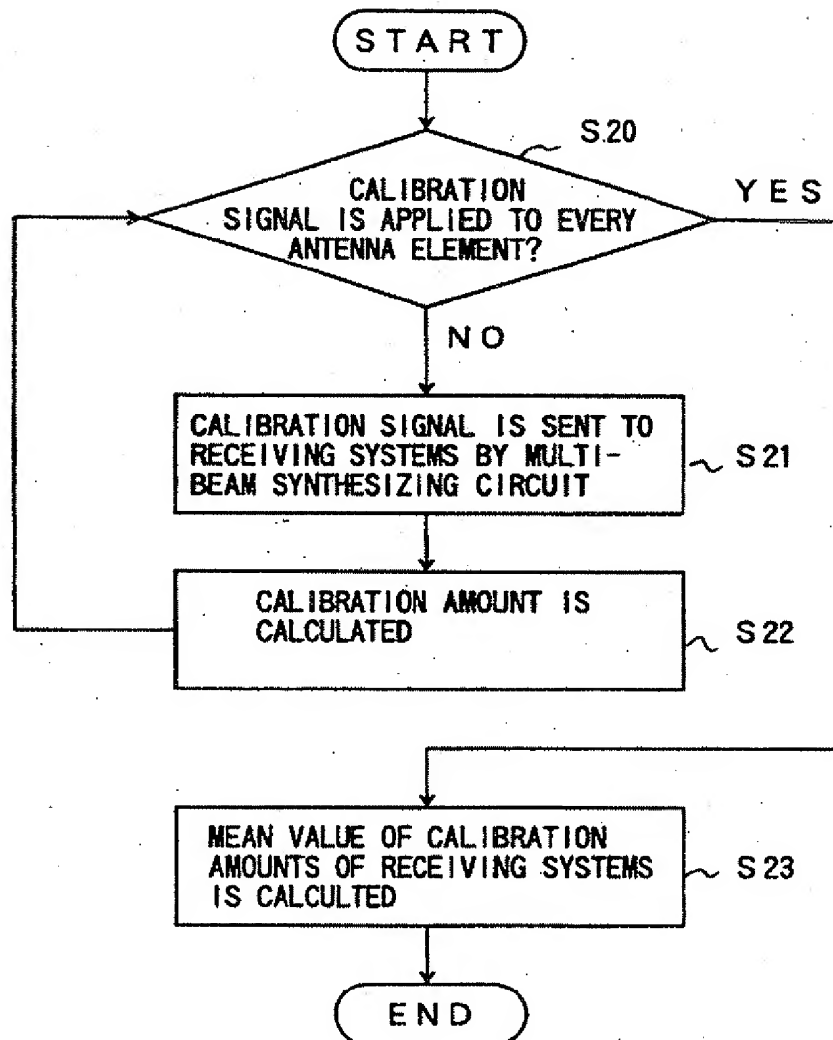 START
S.20
CALIBRATION
SIGNAL IS APPLIED TO EVERY
ANTENNA ELEMENT?
YES
NO
CALIBRATION SIGNAL IS SENT TO
RECEIVING SYSTEMS BY MULTI-
BEAM SYNTHESIZING CIRCUIT
S21
CALIBRATION AMOUNT IS
CALCULATED
S22
MEAN VALUE OF CALIBRATION
AMOUNTS OF RECEIVING SYSTEMS
IS CALCULTED
S23
END